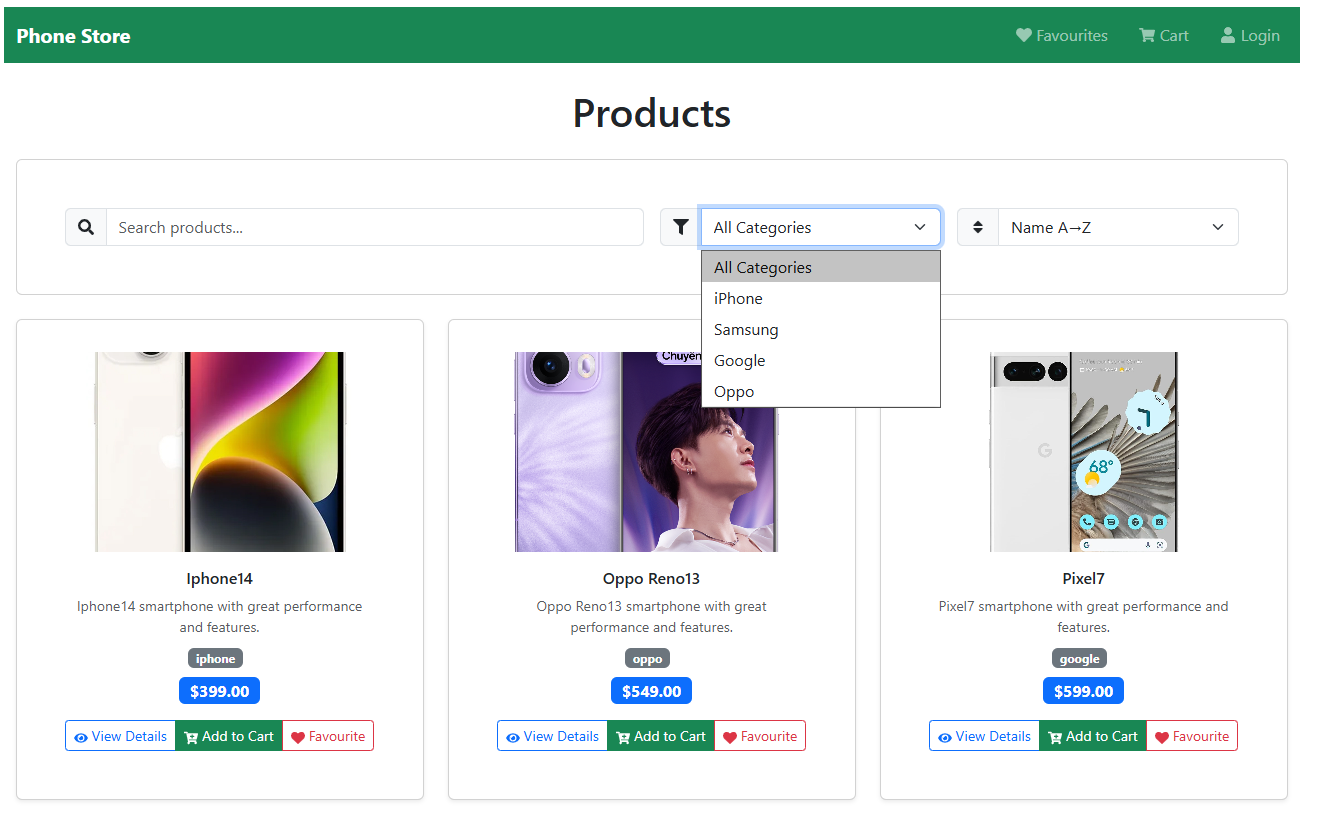 Phone Store
Favourites
Cart
Login
Products
Search products...
All Categories
Name A→Z
All Categories
iPhone
Samsung
Google
Oppo
Chuyên
68°
G
G
Iphone14
Iphone14 smartphone with great performance
and features.
iphone
$399.00
View Details
Add to Cart
Favourite
Oppo Reno13
Oppo Reno13 smartphone with great
performance and features.
oppo
$549.00
View Details
Add to Cart
Favourite
Pixel7
Pixel7 smartphone with great performance and
features.
google
$599.00
View Details
Add to Cart
Favourite